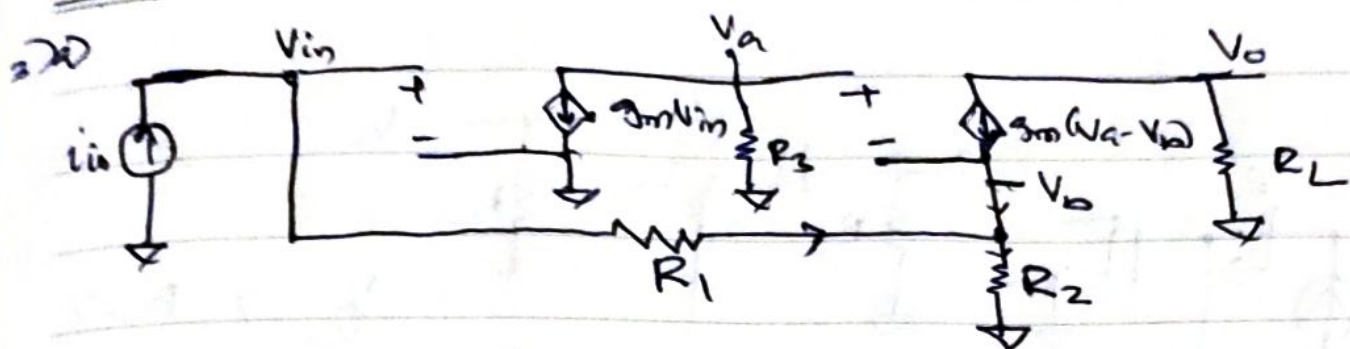 Vin
Va
Vo
+
-
gmVin
R3
+
-
gm(Va-Vb)
RL
iin
Vb
R1
R2